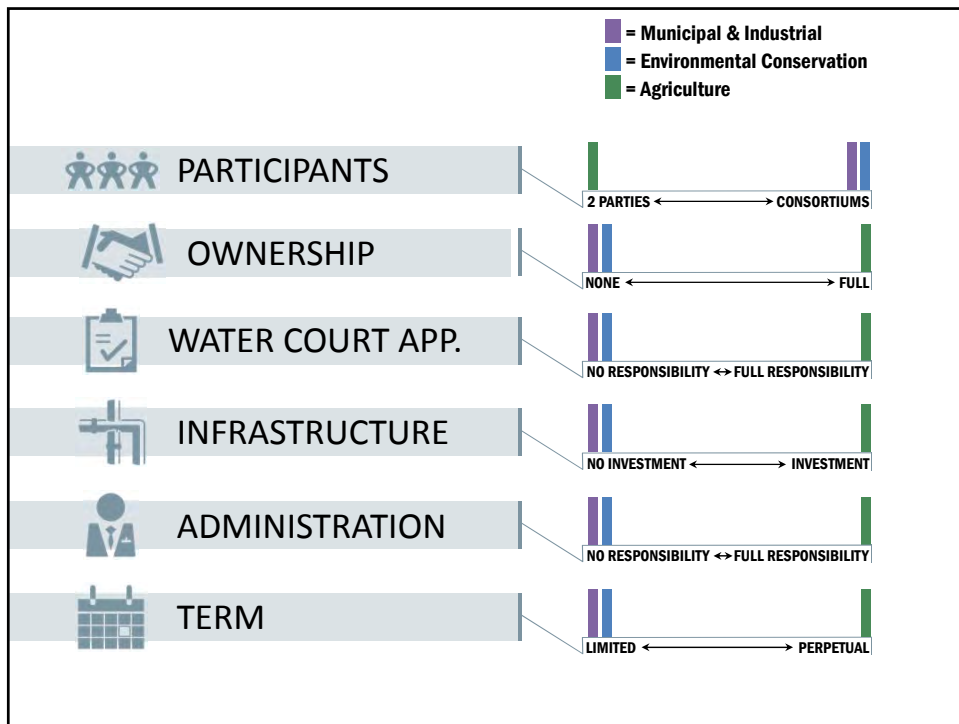 = Municipal & Industrial
= Environmental Conservation
= Agriculture
PARTICIPANTS
2 PARTIES CONSORTIUMS
OWNERSHIP
NONE FULL
WATER COURT APP.
NO RESPONSIBILITY FULL RESPONSIBILITY
INFRASTRUCTURE
NO INVESTMENT INVESTMENT
ADMINISTRATION
NO RESPONSIBILITY FULL RESPONSIBILITY
TERM
LIMITED PERPETUAL